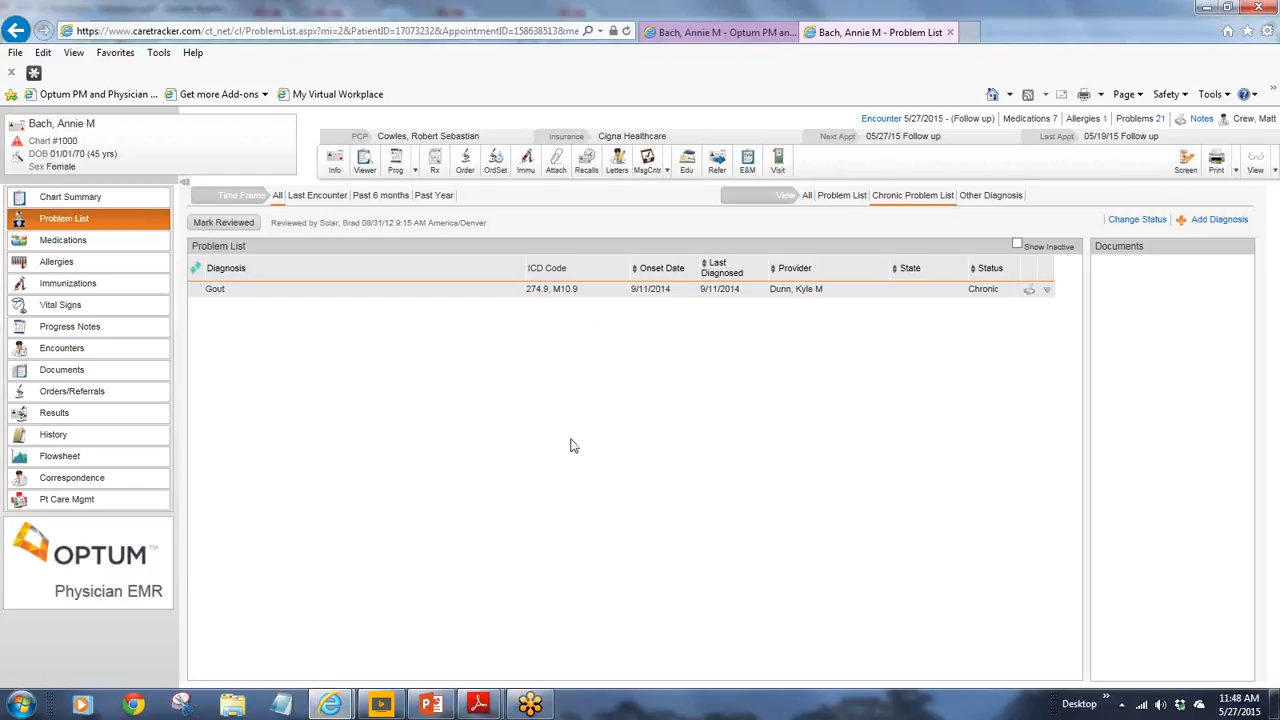 https://www.caretracker.com/ct_net/cl/ProblemList.aspx?mi=2&PatientID=17073232&AppointmentID=158638513&me
Bach, Annie M - Optum PM an...
Bach, Annie M - Problem List
File Edit View Favorites Tools Help
Optum PM and Physician ... Get more Add-ons My Virtual Workplace
Page Safety Tools
Bach, Annie M
Chart #1000
DOB 01/01/70 (45 yrs)
Sex Female
Encounter 5/27/2015 - (Follow up) Medications 7 Allergies 1 Problems 21 Notes Crew, Matt
PCP Cowles, Robert Sebastian Insurance Cigna Healthcare Next Appt 05/27/15 Follow up Last Appt 05/19/15 Follow up
Info Viewer Prog Rx Order OrdSet Immu Attach Recalls Letters MsgCntr Edu Refer E&M Visit Screen Print View
Time Frame All Last Encounter Past 6 months Past Year View All Problem List Chronic Problem List Other Diagnosis
Mark Reviewed Reviewed by Solar, Brad 08/31/12 9:15 AM America/Denver Change Status Add Diagnosis
Problem List Show Inactive Documents
Diagnosis ICD Code Onset Date Last Diagnosed Provider State Status
Gout 274.9, M10.9 9/11/2014 9/11/2014 Dunn, Kyle M Chronic
Chart Summary
Problem List
Medications
Allergies
Immunizations
Vital Signs
Progress Notes
Encounters
Documents
Orders/Referrals
Results
History
Flowsheet
Correspondence
Pt Care Mgmt
OPTUM™
Physician EMR
Desktop
11:48 AM
5/27/2015